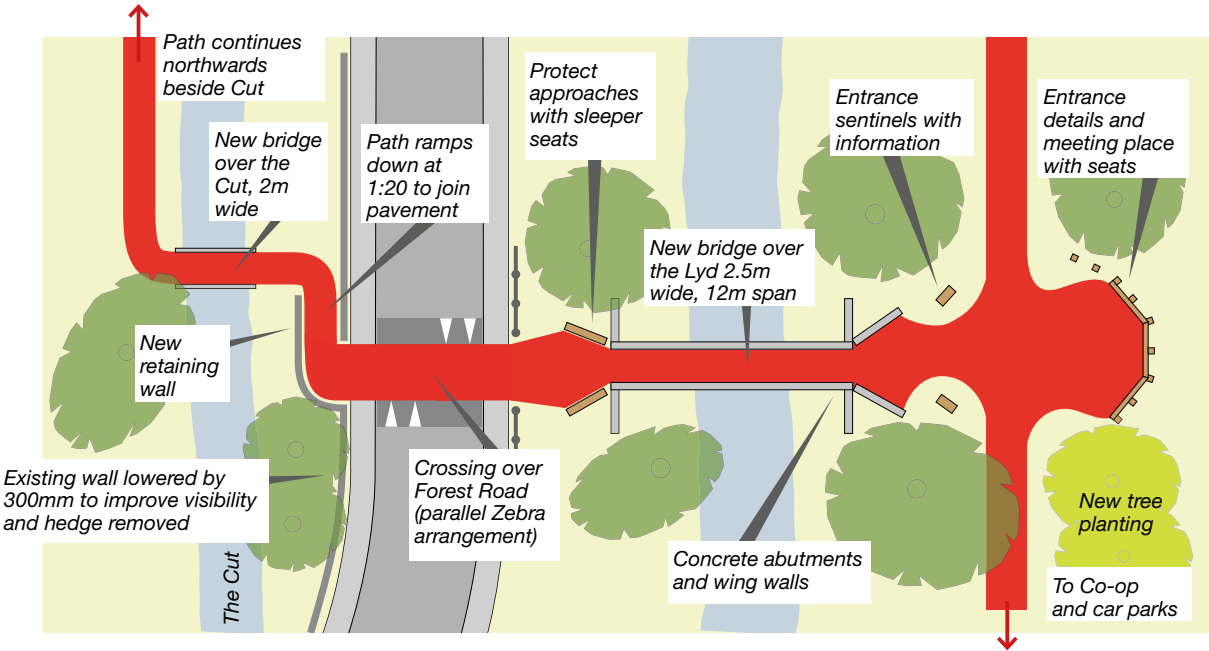 Path continues
northwards
beside Cut
New bridge
over the
Cut, 2m
wide
Path ramps
down at
1:20 to join
pavement
Protect
approaches
with sleeper
seats
Entrance
sentinels with
information
Entrance
details and
meeting place
with seats
New bridge over
the Lyd 2.5m
wide, 12m span
New
retaining
wall
Existing wall lowered by
300mm to improve visibility
and hedge removed
Crossing over
Forest Road
(parallel Zebra
arrangement)
Concrete abutments
and wing walls
New tree
planting
To Co-op
and car parks
The Cut